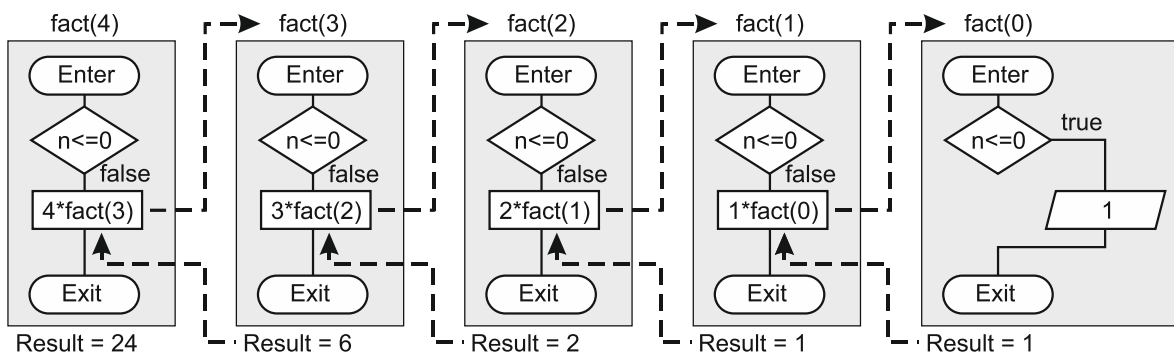 fact(4) fact(3) fact(2) fact(1) fact(0)
Enter Enter Enter Enter Enter
n<=0 n<=0 n<=0 n<=0 n<=0 true
false false false false
4*fact(3) 3*fact(2) 2*fact(1) 1*fact(0) 1
Exit Exit Exit Exit Exit
Result = 24 Result = 6 Result = 2 Result = 1 Result = 1